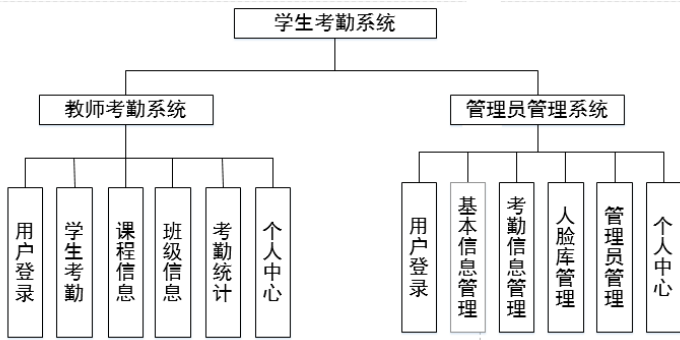 学生考勤系统
教师考勤系统
管理员管理系统
用户登录
学生考勤
课程信息
班级信息
考勤统计
个人中心
用户登录
基本信息管理
考勤信息管理
人脸库管理
管理员管理
个人中心